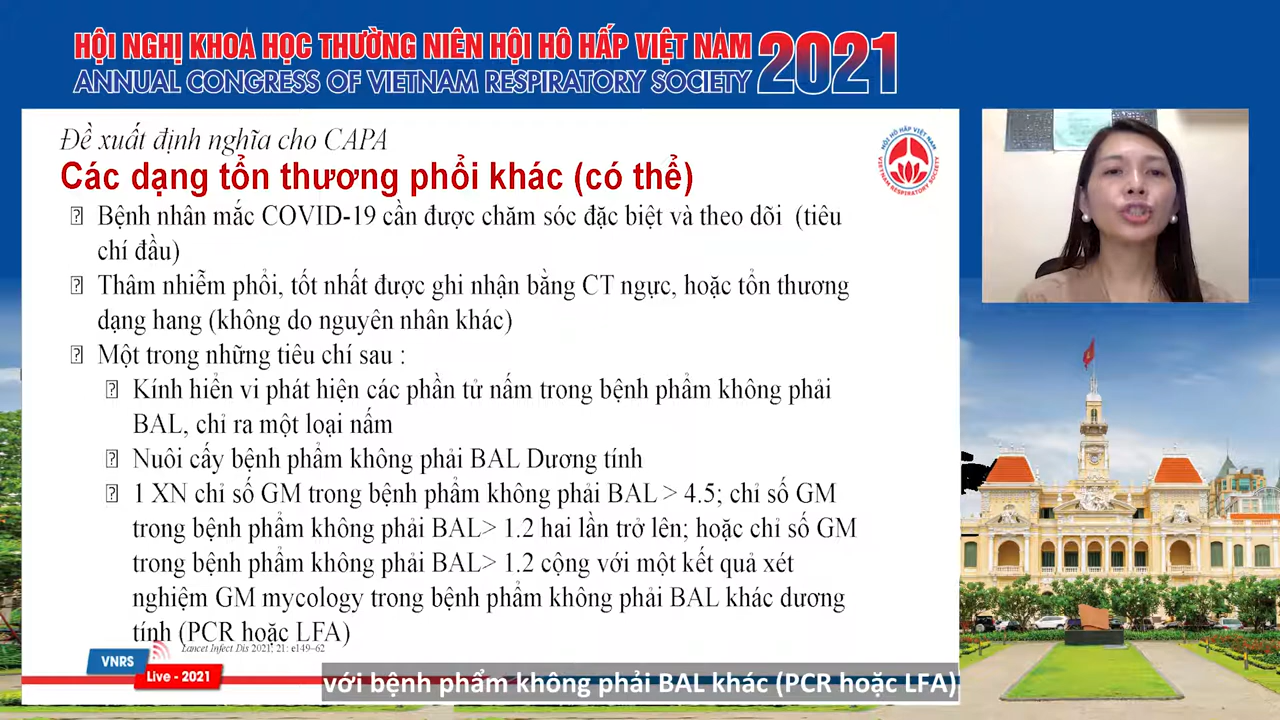 HỘI NGHỊ KHOA HỌC THƯỜNG NIÊN HỘI HÔ HẤP VIỆT NAM 2021
ANNUAL CONGRESS OF VIETNAM RESPIRATORY SOCIETY
Đề xuất định nghĩa cho CAPA
Các dạng tổn thương phổi khác (có thể)
HỘI HÔ HẤP VIỆT NAM
VIETNAM RESPIRATORY SOCIETY
Bệnh nhân mắc COVID-19 cần được chăm sóc đặc biệt và theo dõi (tiêu
chí đầu)
Thâm nhiễm phổi, tốt nhất được ghi nhận bằng CT ngực, hoặc tổn thương
dạng hang (không do nguyên nhân khác)
Một trong những tiêu chí sau :
Kính hiển vi phát hiện các phần tử nấm trong bệnh phẩm không phải
BAL, chỉ ra một loại nấm
Nuôi cấy bệnh phẩm không phải BAL Dương tính
1 XN chỉ số GM trong bệnh phẩm không phải BAL > 4.5; chỉ số GM
trong bệnh phẩm không phải BAL> 1.2 hai lần trở lên; hoặc chỉ số GM
trong bệnh phẩm không phải BAL> 1.2 cộng với một kết quả xét
nghiệm GM mycology trong bệnh phẩm không phải BAL khác dương
tính (PCR hoặc LFA)
Lancet Infect Dis 2021; 21: e149–62
VNRS
Live - 2021
với bệnh phẩm không phải BAL khác (PCR hoặc LFA)